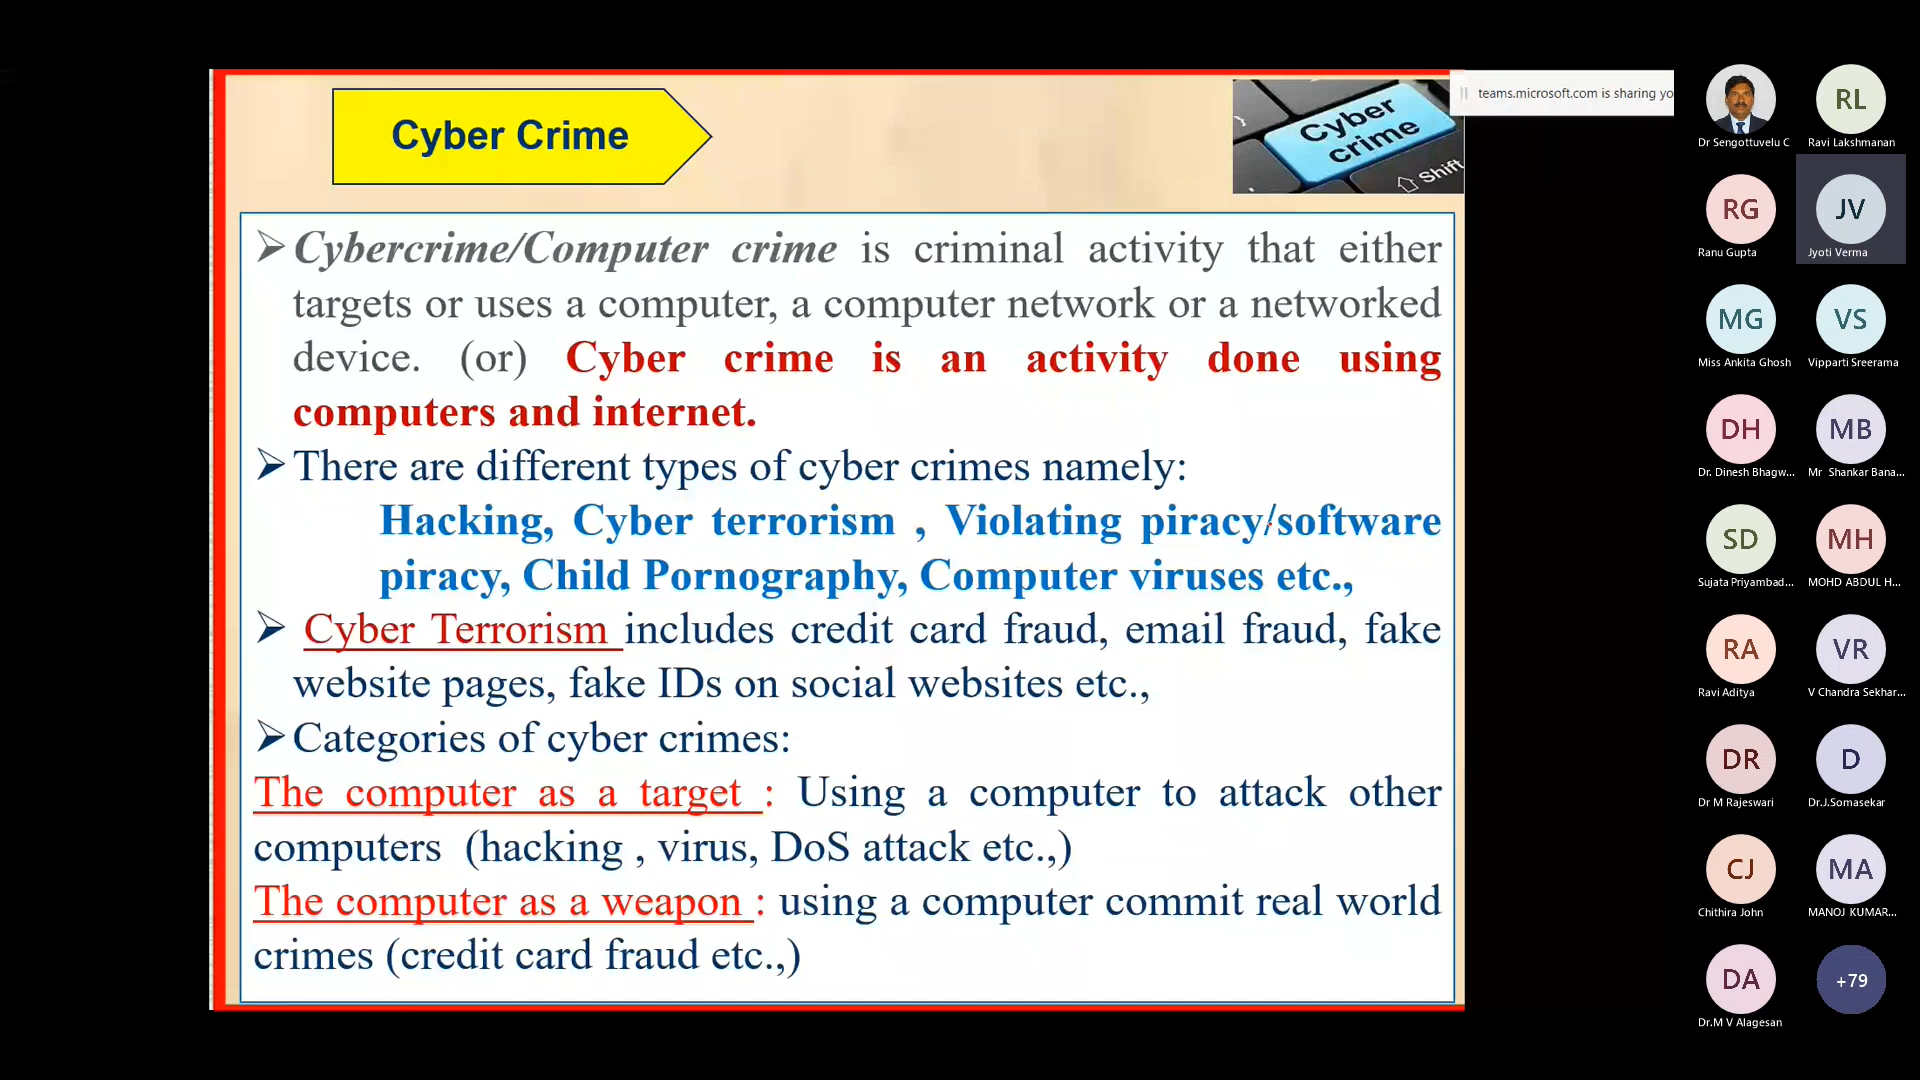 Cyber Crime
Cyber
crime
Shift
teams.microsoft.com is sharing yo
Cybercrime/Computer crime is criminal activity that either
targets or uses a computer, a computer network or a networked
device. (or) Cyber crime is an activity done using
computers and internet.
There are different types of cyber crimes namely:
Hacking, Cyber terrorism , Violating piracy/software
piracy, Child Pornography, Computer viruses etc.,
Cyber Terrorism includes credit card fraud, email fraud, fake
website pages, fake IDs on social websites etc.,
Categories of cyber crimes:
The computer as a target : Using a computer to attack other
computers (hacking , virus, DoS attack etc.,)
The computer as a weapon : using a computer commit real world
crimes (credit card fraud etc.,)
Dr Sengottuvelu C
RL
Ravi Lakshmanan
RG
Ranu Gupta
JV
Jyoti Verma
MG
Miss Ankita Ghosh
VS
Vipparti Sreerama
DH
Dr. Dinesh Bhagw...
MB
Mr Shankar Bana...
SD
Sujata Priyambad...
MH
MOHD ABDUL H...
RA
Ravi Aditya
VR
V Chandra Sekhar...
DR
Dr M Rajeswari
D
Dr.J.Somasekar
CJ
Chithira John
MA
MANOJ KUMAR...
DA
Dr.M V Alagesan
+79